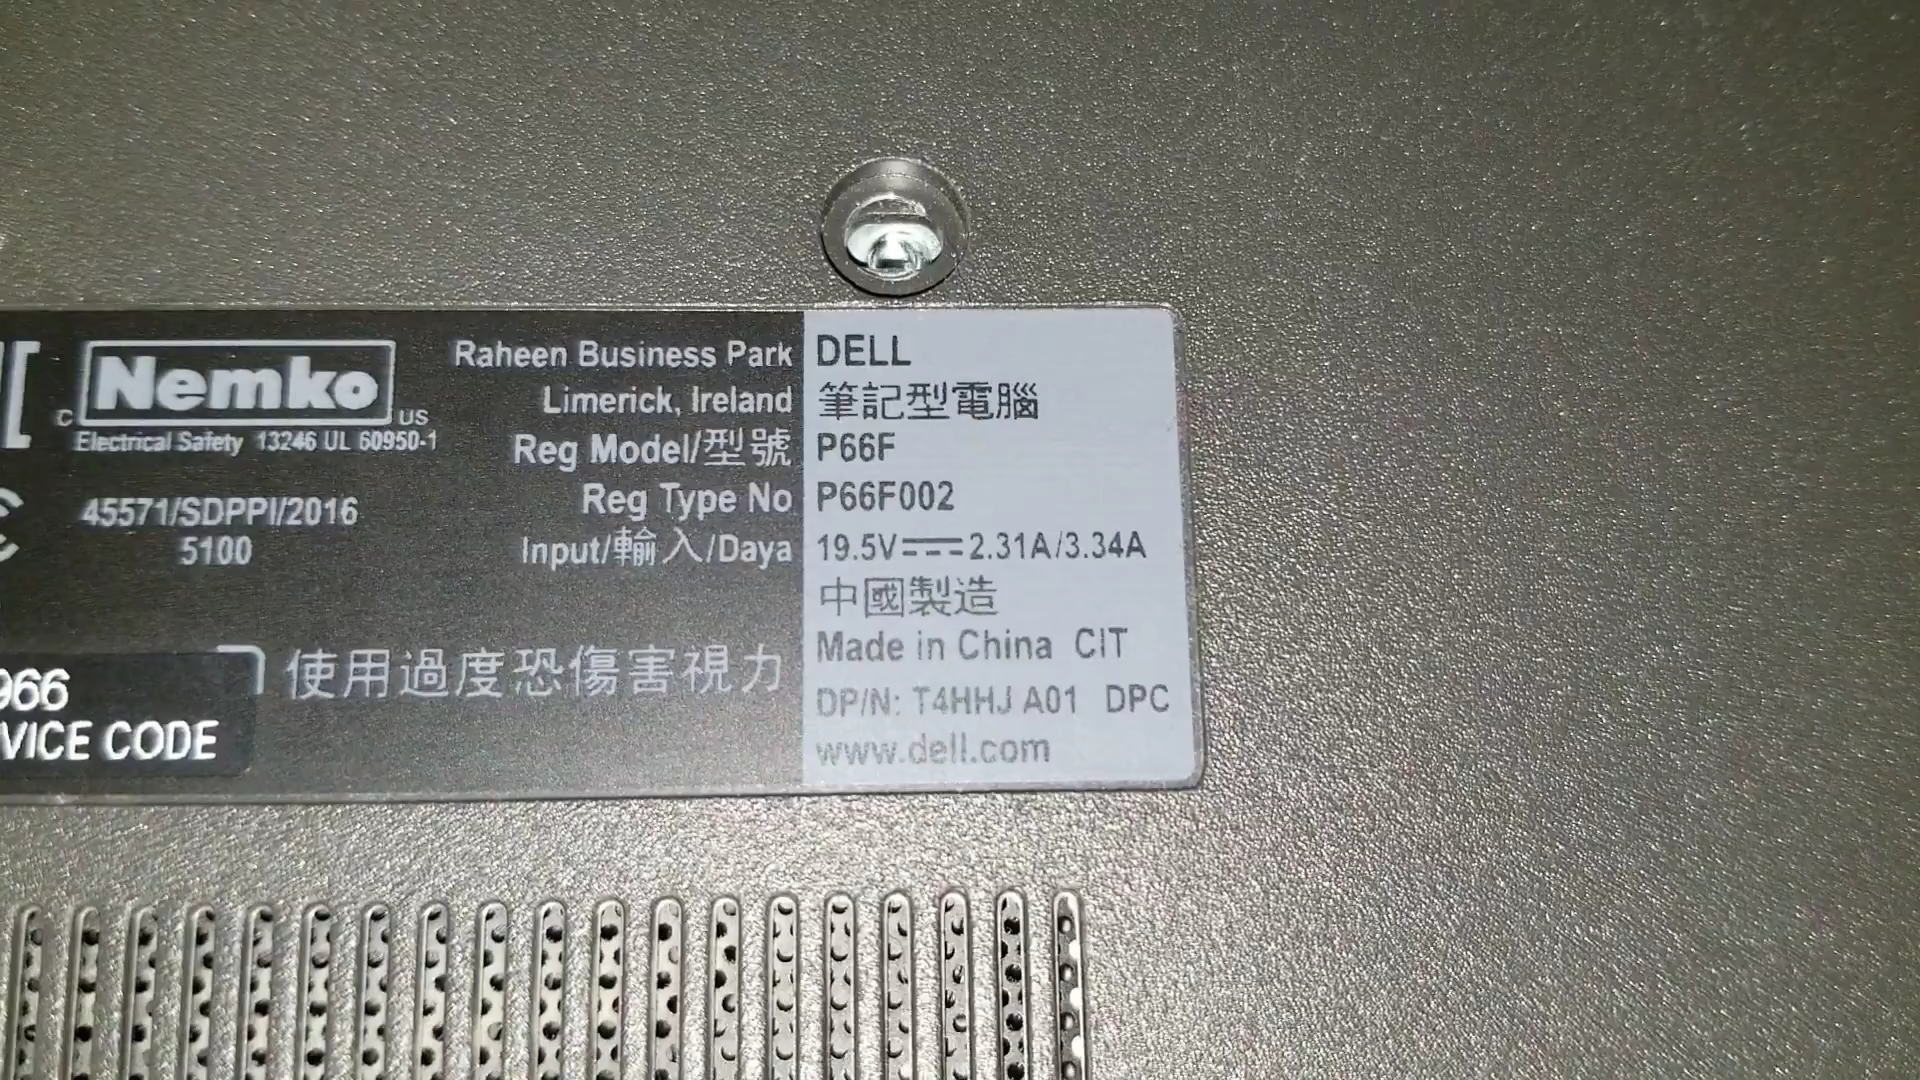 Nemko
C US
Electrical Safety 13246 UL 60950-1
45571/SDPPI/2016
5100
Raheen Business Park DELL
Limerick, Ireland 筆記型電腦
Reg Model/型號 P66F
Reg Type No P66F002
Input/輸入/Daya 19.5V 2.31A/3.34A
中國製造
Made in China CIT
使用過度恐傷害視力
DP/N: T4HHJ A01 DPC
www.dell.com
966
VICE CODE